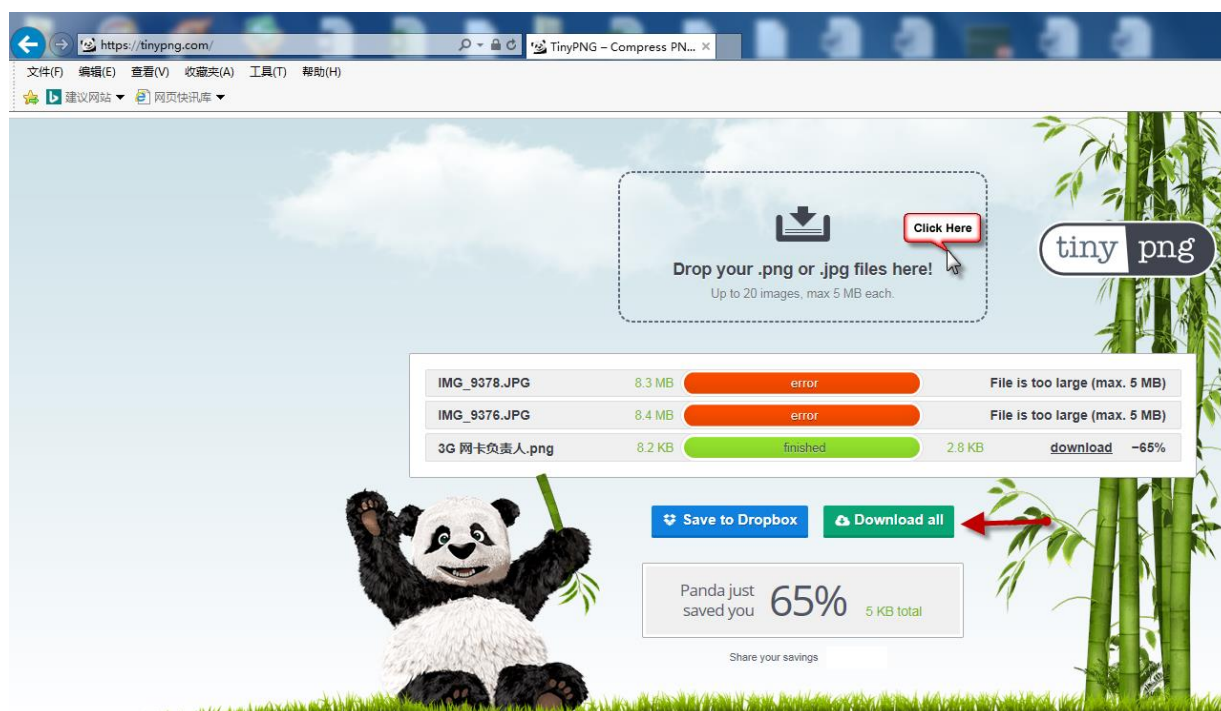 https://tinypng.com/
TinyPNG – Compress PN...
文件(F) 编辑(E) 查看(V) 收藏夹(A) 工具(T) 帮助(H)
建议网站 网页快讯库
Click Here
Drop your .png or .jpg files here!
Up to 20 images, max 5 MB each.
tiny png
IMG_9378.JPG 8.3 MB error File is too large (max. 5 MB)
IMG_9376.JPG 8.4 MB error File is too large (max. 5 MB)
3G 网卡负责人.png 8.2 KB finished 2.8 KB download −65%
Save to Dropbox Download all
Panda just
saved you 65% 5 KB total
Share your savings